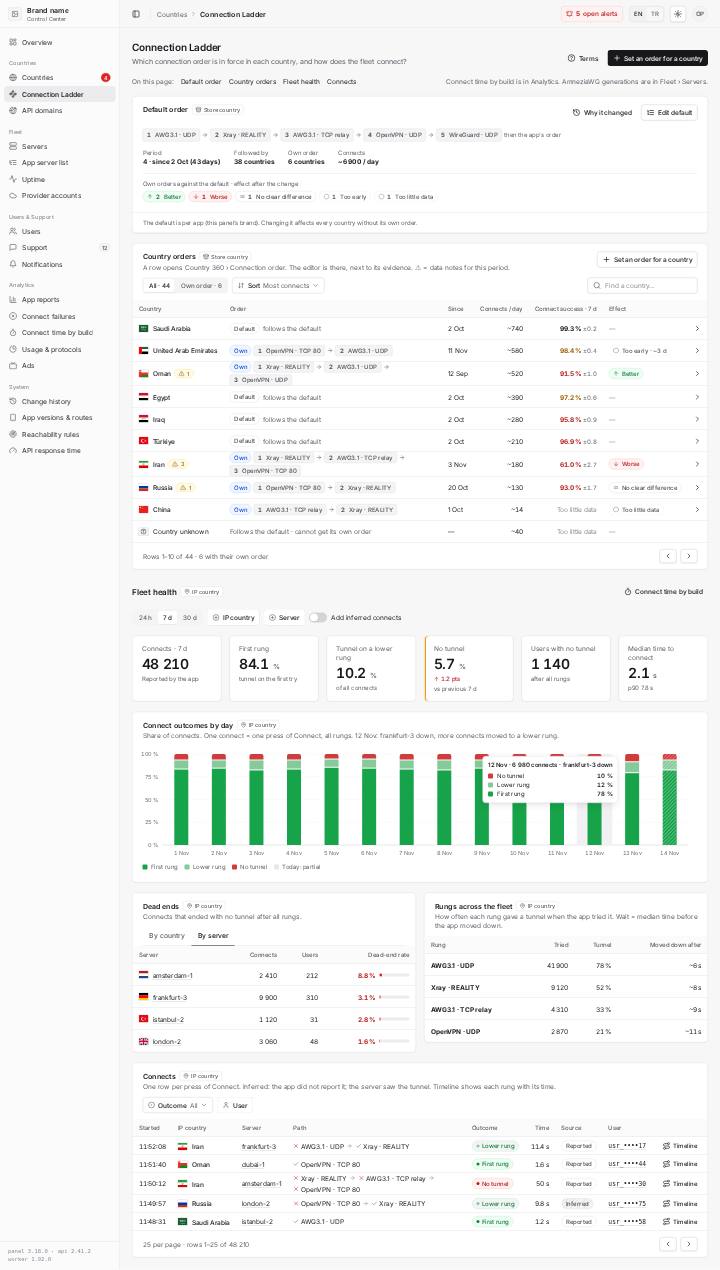 Brand name
Control Center
Overview
Countries
Countries 4
Connection Ladder
API domains
Fleet
Servers
App server list
Uptime
Provider accounts
Users & Support
Users
Support 12
Notifications
Analytics
App reports
Connect failures
Connect time by build
Usage & protocols
Ads
System
Change history
App versions & routes
Reachability rules
API response time
panel 3.18.0 · api 2.41.2
worker 1.92.0
Countries › Connection Ladder
5 open alerts
EN TR
OP
Connection Ladder
Which connection order is in force in each country, and how does the fleet connect?
Terms
+ Set an order for a country
On this page: Default order Country orders Fleet health Connects
Connect time by build is in Analytics. AmneziaWG generations are in Fleet › Servers.
Default order Store country
Why it changed
Edit default
1 AWG3.1 · UDP → 2 Xray · REALITY → 3 AWG3.1 · TCP relay → 4 OpenVPN · UDP → 5 WireGuard · UDP then the app's order
Period Followed by Own order Connects
4 · since 2 Oct (43 days) 38 countries 6 countries ~6 900 / day
Own orders against the default · effect after the change
↑ 2 Better ↓ 1 Worse = 1 No clear difference 1 Too early 1 Too little data
The default is per app (this panel's brand). Changing it affects every country without its own order.
Country orders Store country
A row opens Country 360 › Connection order. The editor is there, next to its evidence. ⚠ = data notes for this period.
+ Set an order for a country
All · 44 Own order · 6 Sort Most connects
Find a country...
Country Order Since Connects / day Connect success · 7 d Effect
Saudi Arabia Default follows the default 2 Oct ~740 99.3 % ±0.2 —
United Arab Emirates Own 1 OpenVPN · TCP 80 → 2 AWG3.1 · UDP 11 Nov ~580 98.4 % ±0.4 Too early · ~3 d
Oman ⚠ 1 Own 1 Xray · REALITY → 2 AWG3.1 · UDP → 3 OpenVPN · UDP 12 Sep ~520 91.5 % ±1.0 ↑ Better
Egypt Default follows the default 2 Oct ~390 97.2 % ±0.6 —
Iraq Default follows the default 2 Oct ~280 95.8 % ±0.9 —
Türkiye Default follows the default 2 Oct ~210 96.9 % ±0.8 —
Iran ⚠ 3 Own 1 Xray · REALITY → 2 AWG3.1 · TCP relay → 3 OpenVPN · TCP 80 3 Nov ~180 61.0 % ±2.7 ↓ Worse
Russia ⚠ 1 Own 1 OpenVPN · TCP 80 → 2 Xray · REALITY 20 Oct ~130 93.0 % ±1.7 = No clear difference
China Own 1 AWG3.1 · TCP relay → 2 Xray · REALITY 1 Oct ~14 Too little data Too little data
Country unknown Follows the default · cannot get its own order — ~40 Too little data —
Rows 1–10 of 44 · 6 with their own order
Fleet health IP country
Connect time by build
24 h 7 d 30 d IP country Server Add inferred connects
Connects · 7 d
48 210
Reported by the app
First rung
84.1 %
tunnel on the first try
Tunnel on a lower rung
10.2 %
of all connects
No tunnel
5.7 %
↑ 1.2 pts
vs previous 7 d
Users with no tunnel
1 140
after all rungs
Median time to connect
2.1 s
p90 7.8 s
Connect outcomes by day IP country
Share of connects. One connect = one press of Connect, all rungs. 12 Nov: frankfurt-3 down, more connects moved to a lower rung.
100 %
75 %
50 %
25 %
0 %
12 Nov · 6 980 connects · frankfurt-3 down
No tunnel 10 %
Lower rung 12 %
First rung 78 %
1 Nov 2 Nov 3 Nov 4 Nov 5 Nov 6 Nov 7 Nov 8 Nov 9 Nov 10 Nov 11 Nov 12 Nov 13 Nov 14 Nov
First rung Lower rung No tunnel Today: partial
Dead ends IP country
Connects that ended with no tunnel after all rungs.
By country By server
Server Connects Users Dead-end rate
amsterdam-1 2 410 212 8.8 %
frankfurt-3 9 900 310 3.1 %
istanbul-2 1 120 31 2.8 %
london-2 3 060 48 1.6 %
Rungs across the fleet IP country
How often each rung gave a tunnel when the app tried it. Wait = median time before the app moved down.
Rung Tried Tunnel Moved down after
AWG3.1 · UDP 41 900 78 % ~6 s
Xray · REALITY 9 120 52 % ~8 s
AWG3.1 · TCP relay 4 310 33 % ~9 s
OpenVPN · UDP 2 870 21 % ~11 s
Connects IP country
One row per press of Connect. Inferred: the app did not report it; the server saw the tunnel. Timeline shows each rung with its time.
Outcome All User
Started IP country Server Path Outcome Time Source User
11:52:08 Iran frankfurt-3 × AWG3.1 · UDP → ✓ Xray · REALITY Lower rung 11.4 s Reported usr_••••17 Timeline
11:51:40 Oman dubai-1 ✓ OpenVPN · TCP 80 First rung 1.6 s Reported usr_••••44 Timeline
11:50:12 Iran amsterdam-1 × Xray · REALITY → × AWG3.1 · TCP relay → × OpenVPN · TCP 80 No tunnel 50 s Reported usr_••••30 Timeline
11:49:57 Russia london-2 × OpenVPN · TCP 80 → ✓ Xray · REALITY Lower rung 9.8 s Inferred usr_••••75 Timeline
11:48:31 Saudi Arabia istanbul-2 ✓ AWG3.1 · UDP First rung 1.2 s Reported usr_••••58 Timeline
25 per page · rows 1–25 of 48 210